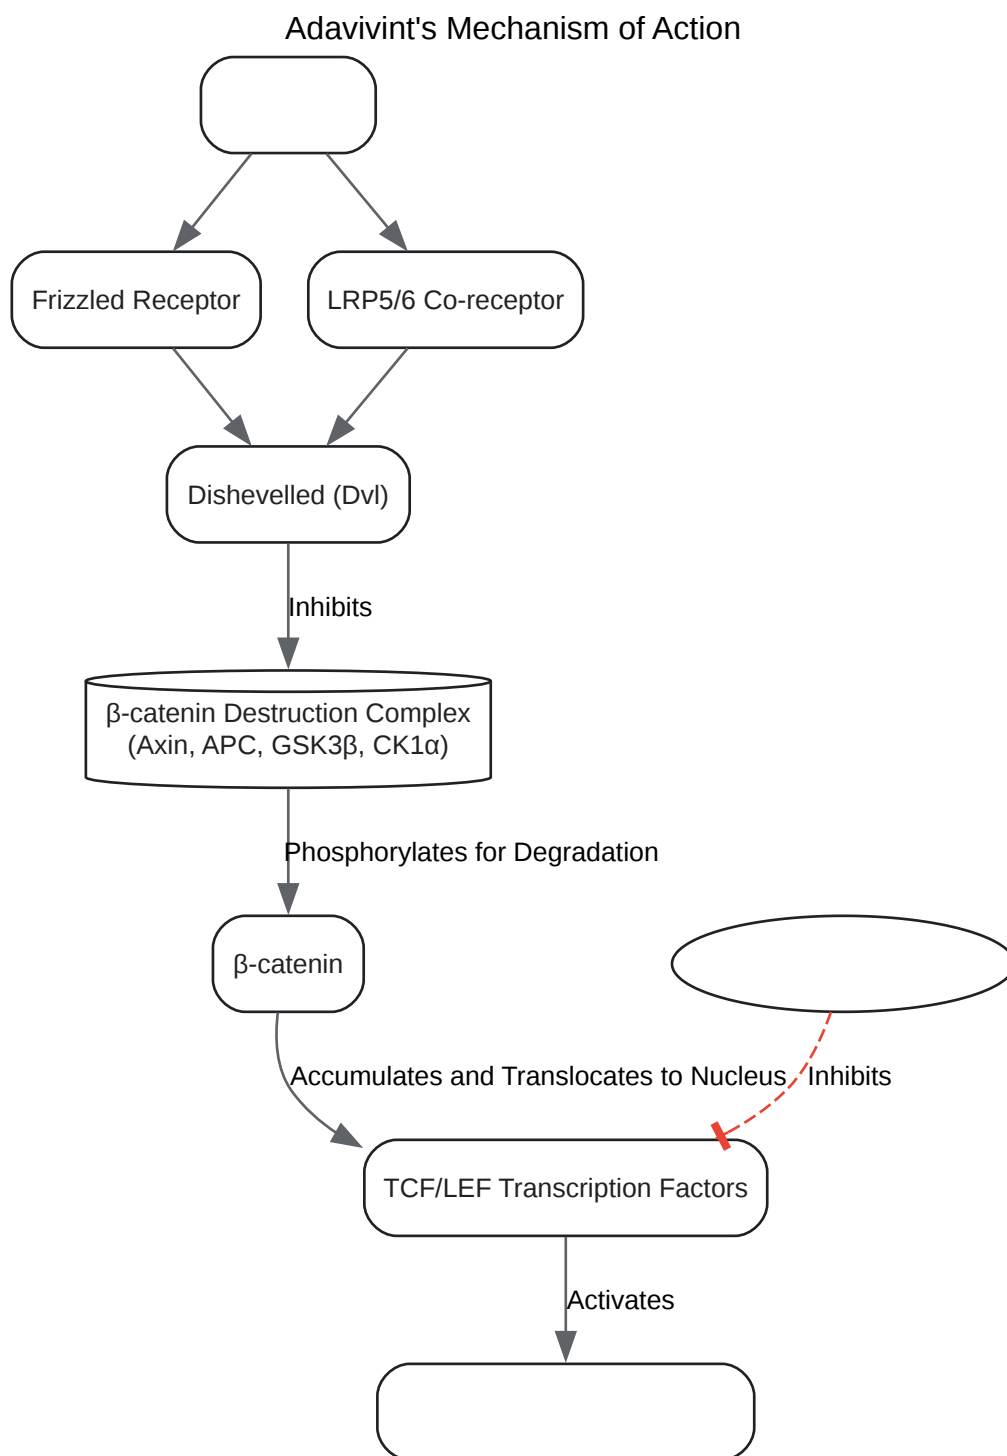 Adavivint's Mechanism of Action
Frizzled Receptor
LRP5/6 Co-receptor
Dishevelled (Dvl)
Inhibits
β-catenin Destruction Complex
(Axin, APC, GSK3β, CK1α)
Phosphorylates for Degradation
β-catenin
Accumulates and Translocates to Nucleus
Inhibits
TCF/LEF Transcription Factors
Activates